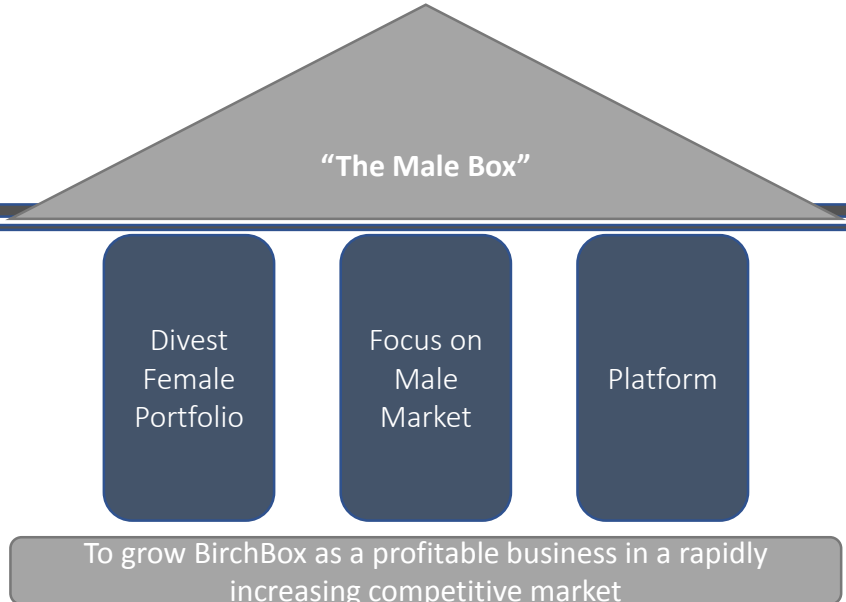 “The Male Box”
Divest
Female
Portfolio
Focus on
Male
Market
Platform
To grow BirchBox as a profitable business in a rapidly
increasing competitive market